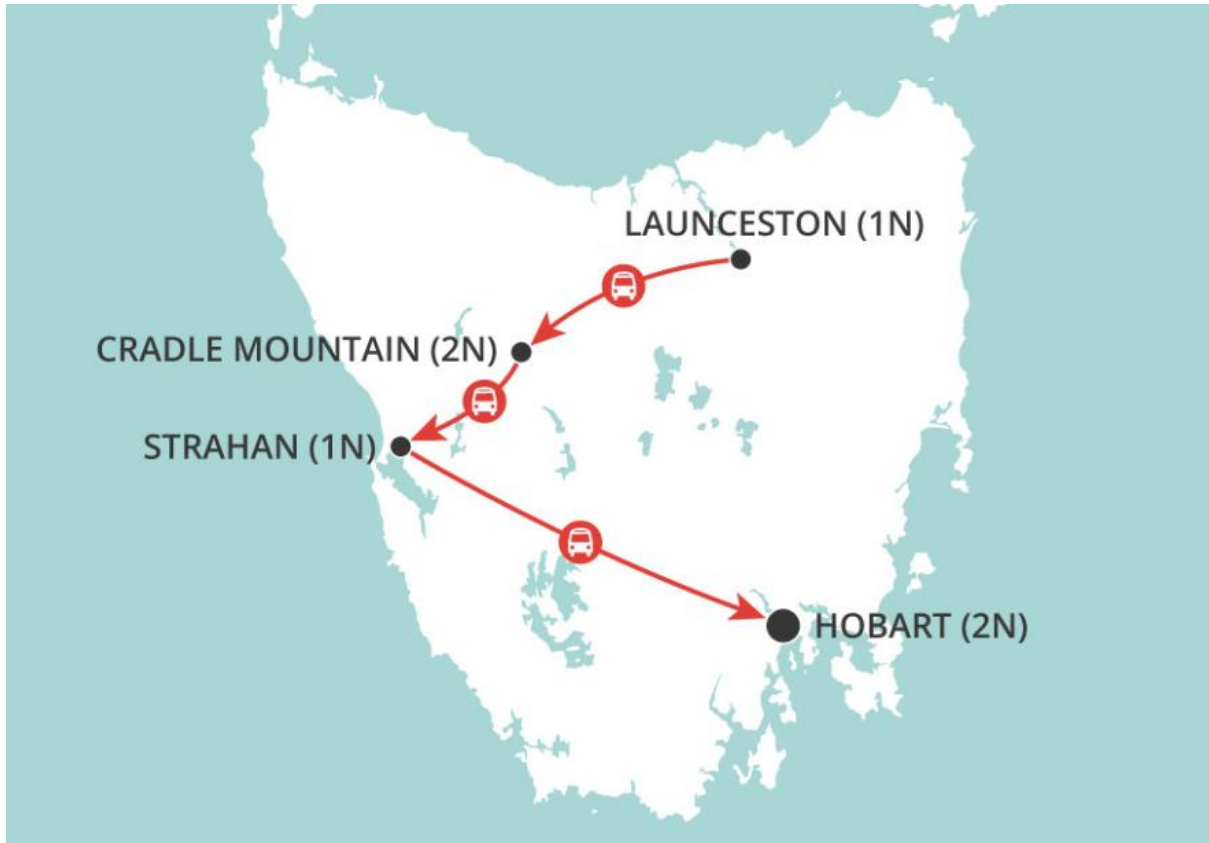 LAUNCESTON (1N)
CRADLE MOUNTAIN (2N)
STRAHAN (1N)
HOBART (2N)